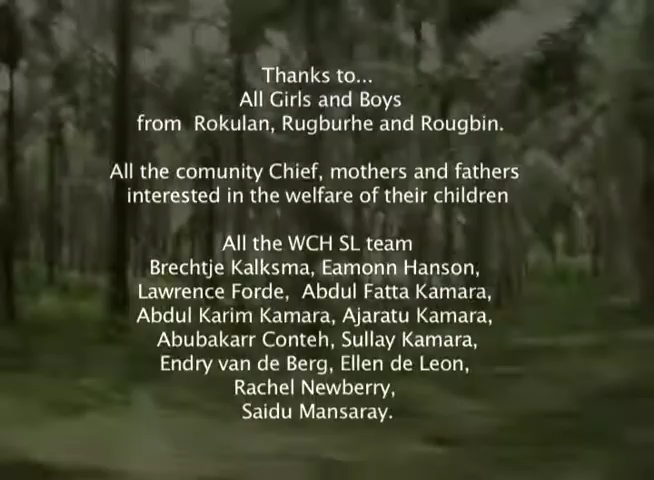 Thanks to...
All Girls and Boys
from Rokulan, Rugburhe and Rougbin.
All the comunity Chief, mothers and fathers
interested in the welfare of their children
All the WCH SL team
Brechtje Kalksma, Eamonn Hanson,
Lawrence Forde, Abdul Fatta Kamara,
Abdul Karim Kamara, Ajaratu Kamara,
Abubakarr Conteh, Sullay Kamara,
Endry van de Berg, Ellen de Leon,
Rachel Newberry,
Saidu Mansaray.